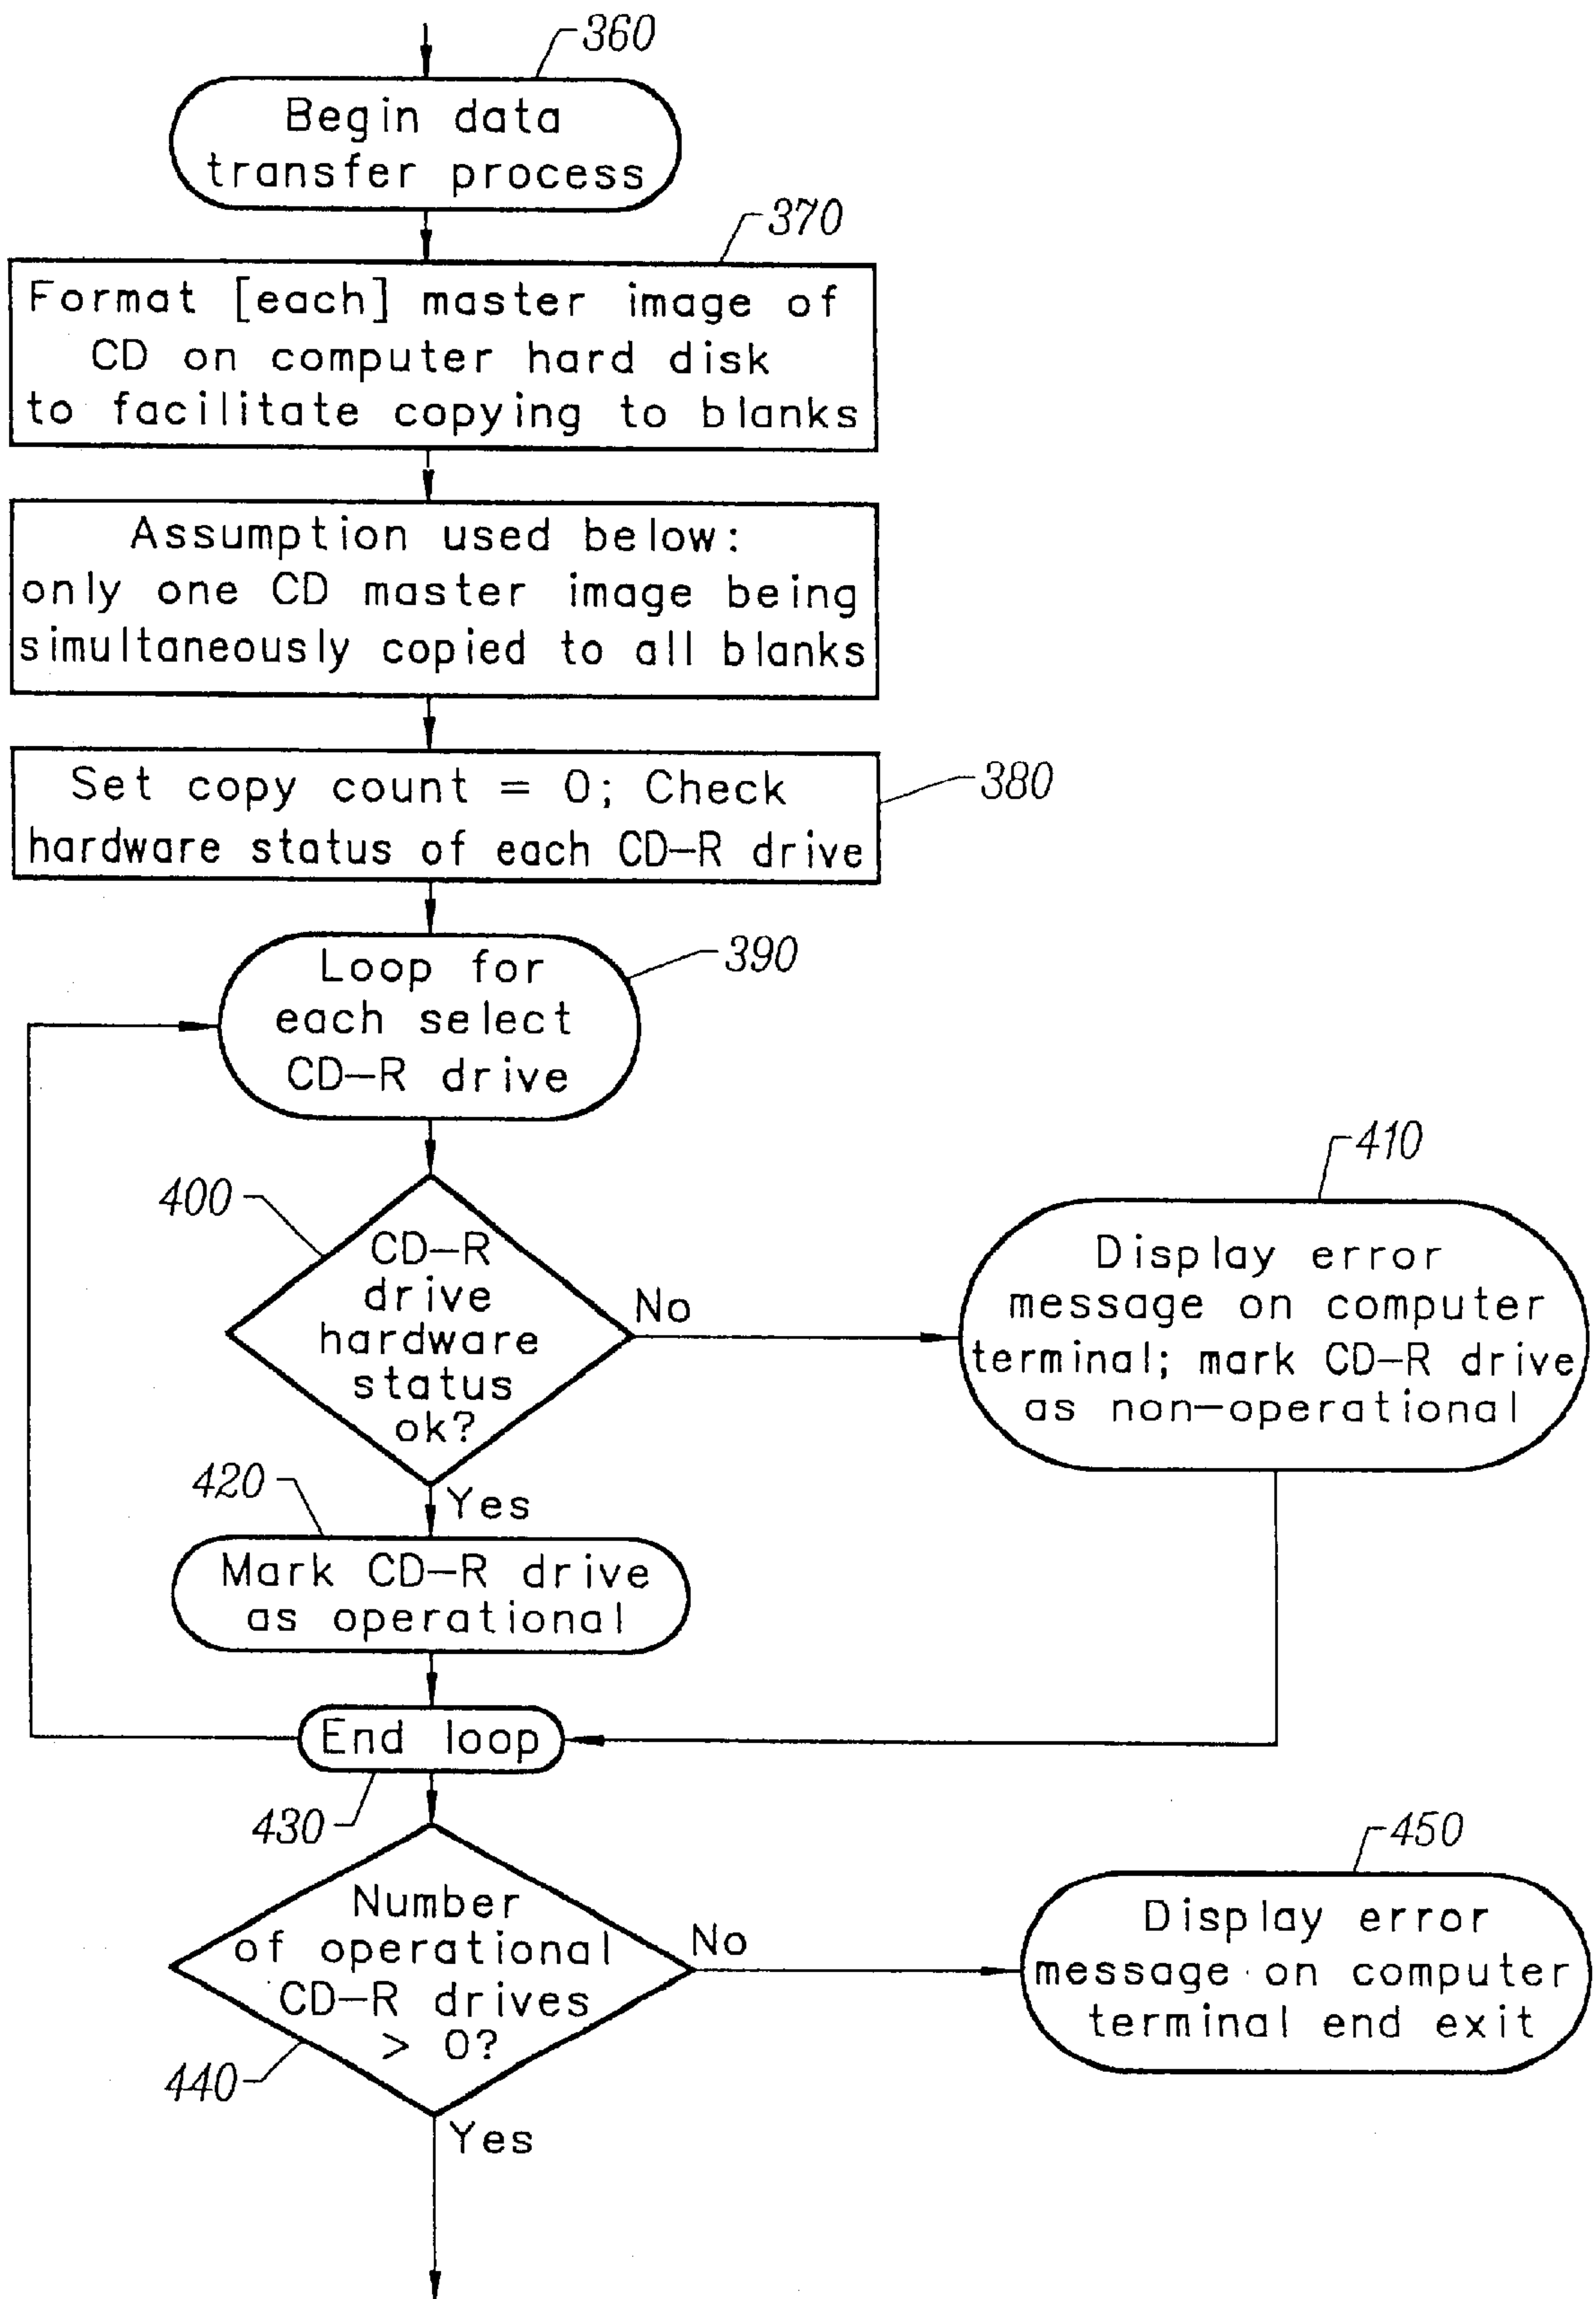 360
Begin data
transfer process
370
Format [each] master image of
CD on computer hard disk
to facilitate copying to blanks
Assumption used below:
only one CD master image being
simultaneously copied to all blanks
Set copy count = 0; Check
hardware status of each CD-R drive
380
Loop for
each select
CD-R drive
390
400
CD-R
drive
hardware
status
ok?
No
410
Display error
message on computer
terminal; mark CD-R drive
as non-operational
Yes
420
Mark CD-R drive
as operational
End loop
430
Number
of operational
CD-R drives
> 0?
440
No
450
Display error
message on computer
terminal end exit
Yes